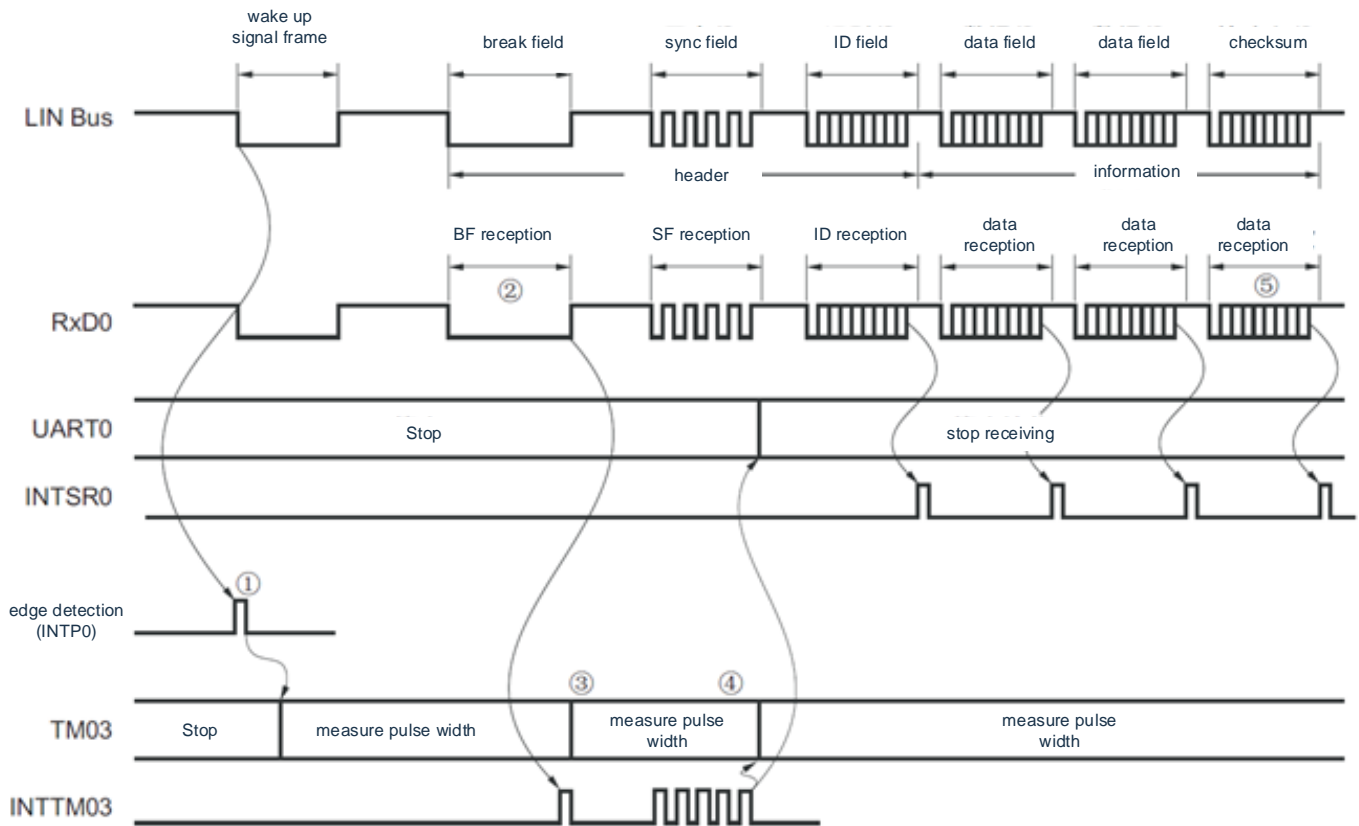 wake up
signal frame
break field
sync field
ID field
data field
data field
checksum
LIN Bus
header
information
BF reception
SF reception
ID reception
data
reception
data
reception
data
reception
②
⑤
RxD0
UART0
Stop
stop receiving
INTSR0
①
edge detection
(INTP0)
③
④
TM03
Stop
measure pulse width
measure pulse
width
measure pulse
width
INTTM03